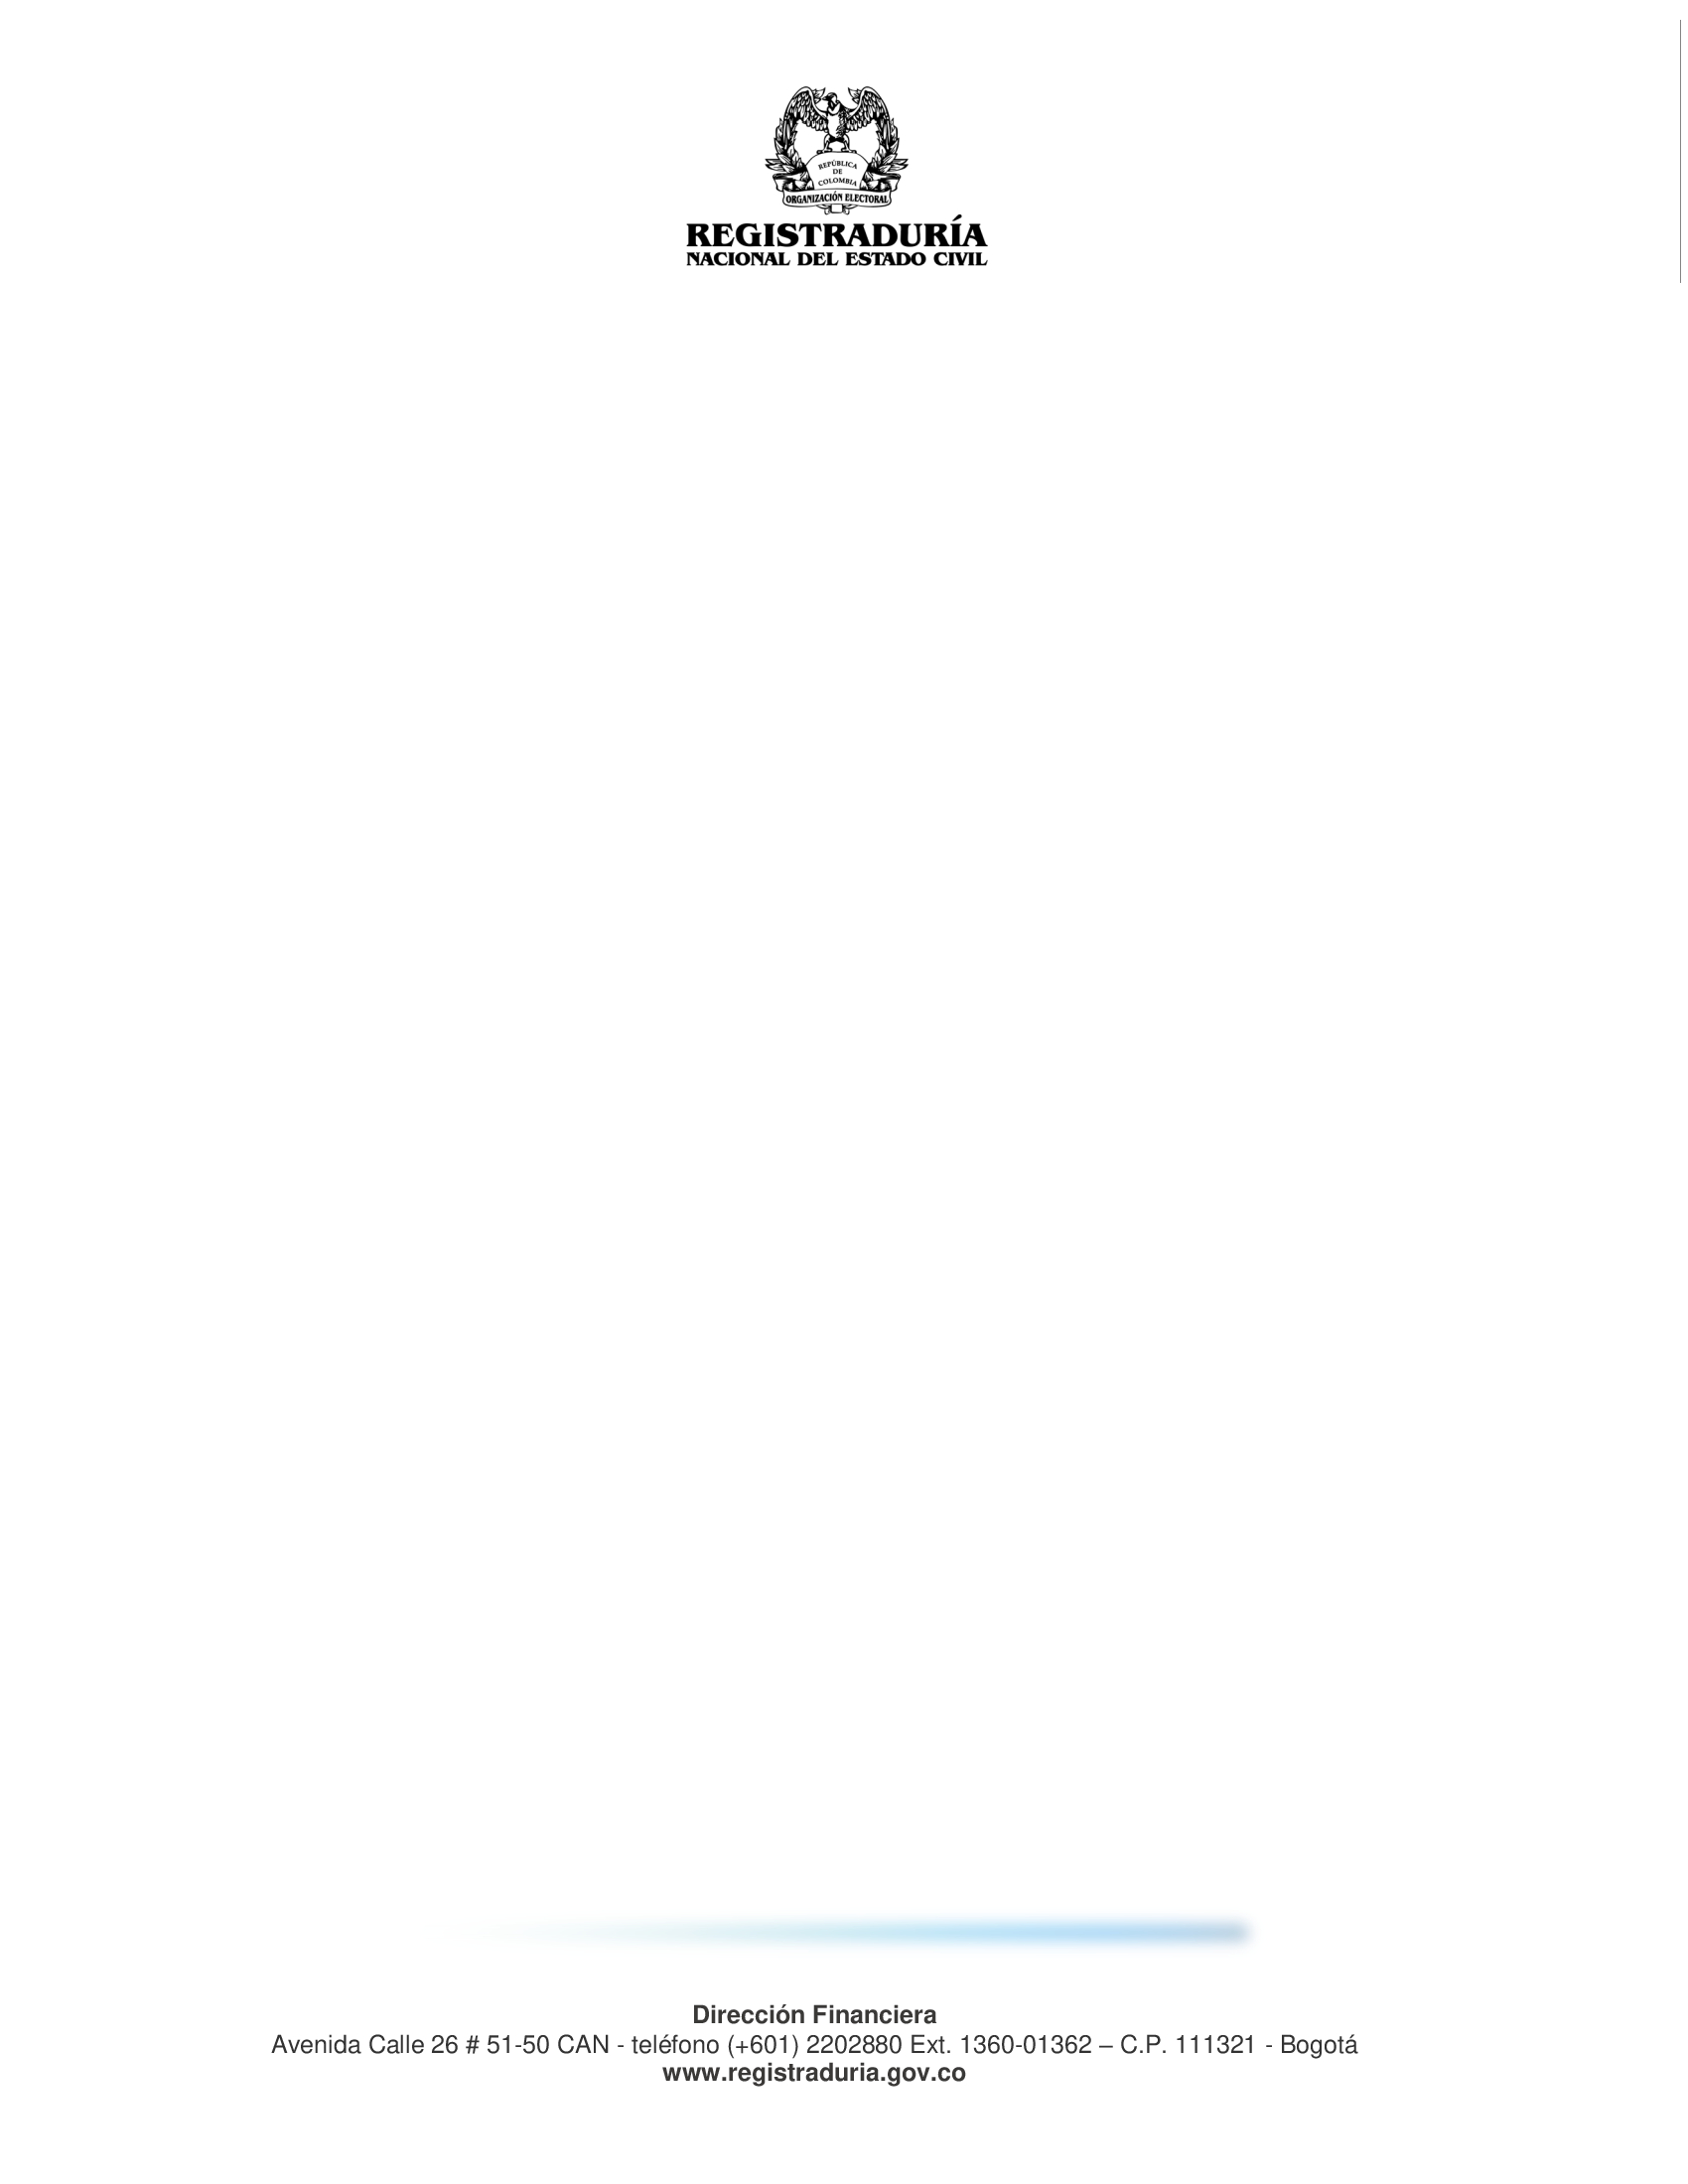 REPÚBLICA
DE
COLOMBIA
ORGANIZACIÓN ELECTORAL
REGISTRADURÍA
NACIONAL DEL ESTADO CIVIL
Dirección Financiera
Avenida Calle 26 # 51-50 CAN - teléfono (+601) 2202880 Ext. 1360-01362 – C.P. 111321 - Bogotá
www.registraduria.gov.co